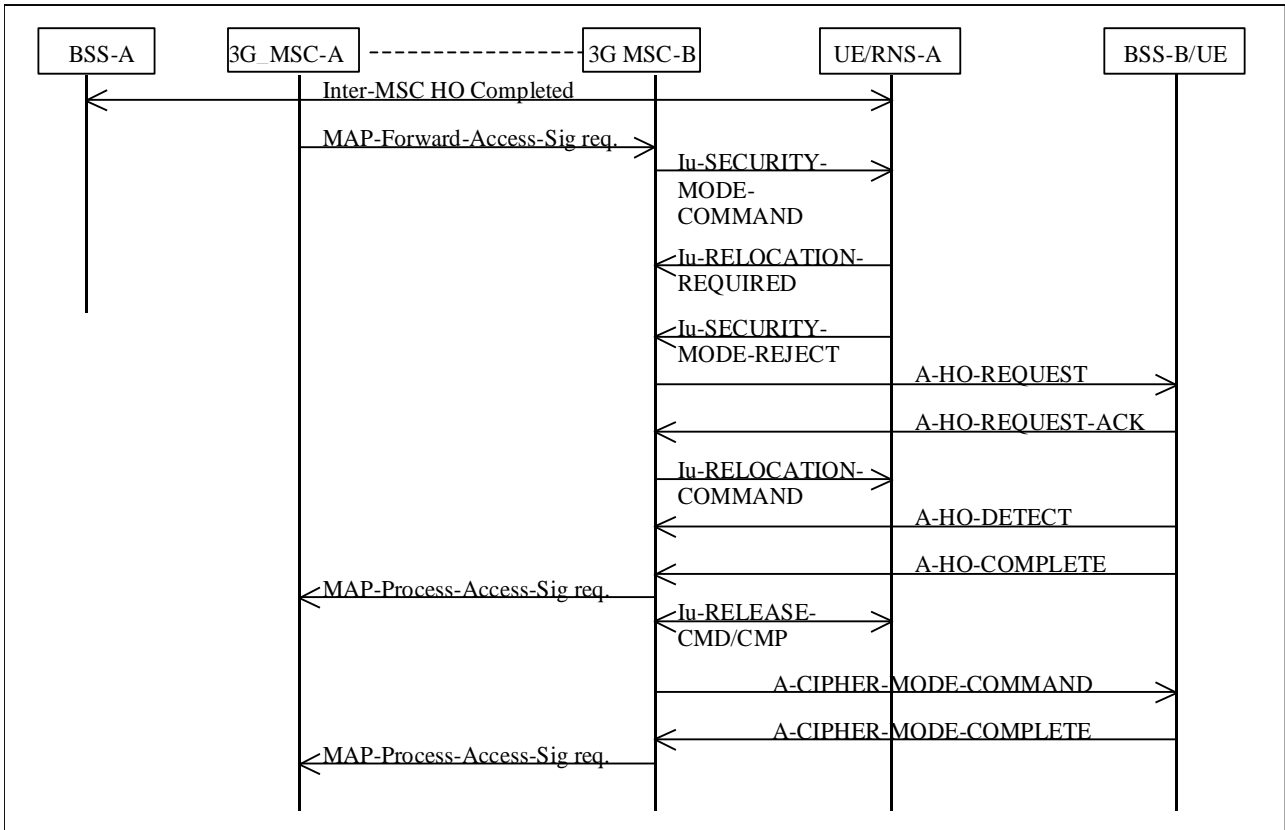 BSS-A
3G_MSC-A
3G MSC-B
UE/RNS-A
BSS-B/UE
Inter-MSC HO Completed
MAP-Forward-Access-Sig req.
Iu-SECURITY-
MODE-
COMMAND
Iu-RELOCATION-
REQUIRED
Iu-SECURITY-
MODE-REJECT
A-HO-REQUEST
A-HO-REQUEST-ACK
Iu-RELOCATION-
COMMAND
A-HO-DETECT
A-HO-COMPLETE
MAP-Process-Access-Sig req.
Iu-RELEASE-
CMD/CMP
A-CIPHER-MODE-COMMAND
A-CIPHER-MODE-COMPLETE
MAP-Process-Access-Sig req.